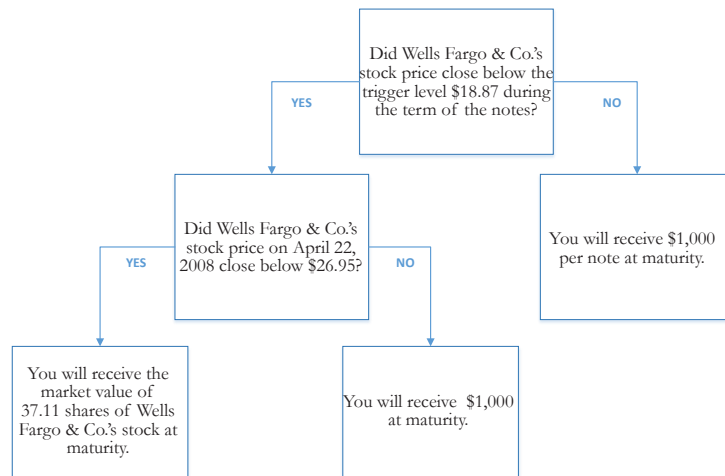 Did Wells Fargo & Co.'s
stock price close below the
trigger level $18.87 during
the term of the notes?
YES
NO
Did Wells Fargo & Co.'s
stock price on April 22,
2008 close below $26.95?
You will receive $1,000
per note at maturity.
YES
NO
You will receive the
market value of
37.11 shares of Wells
Fargo & Co.'s stock at
maturity.
You will receive $1,000
at maturity.